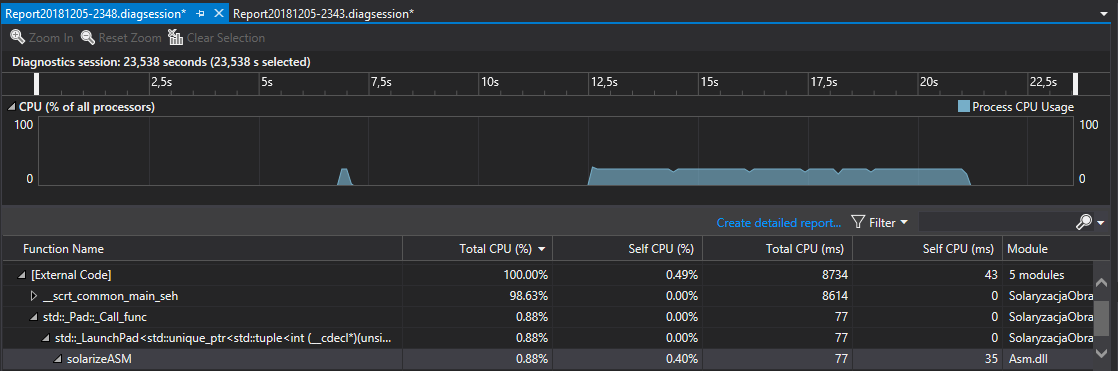 Report20181205-2348.diagsession* Report20181205-2343.diagsession*
Zoom In Reset Zoom Clear Selection
Diagnostics session: 23,538 seconds (23,538 s selected)
2,5s 5s 7,5s 10s 12,5s 15s 17,5s 20s 22,5s
CPU (% of all processors) Process CPU Usage
100 100
0 0
Create detailed report... Filter
Function Name Total CPU (%) Self CPU (%) Total CPU (ms) Self CPU (ms) Module
[External Code] 100.00% 0.49% 8734 43 5 modules
__scrt_common_main_seh 98.63% 0.00% 8614 0 SolaryzacjaObra
std::_Pad::_Call_func 0.88% 0.00% 77 0 SolaryzacjaObra
std::_LaunchPad<std::unique_ptr<std::tuple<int (__cdecl*)(unsi... 0.88% 0.00% 77 0 SolaryzacjaObra
solarizeASM 0.88% 0.40% 77 35 Asm.dll